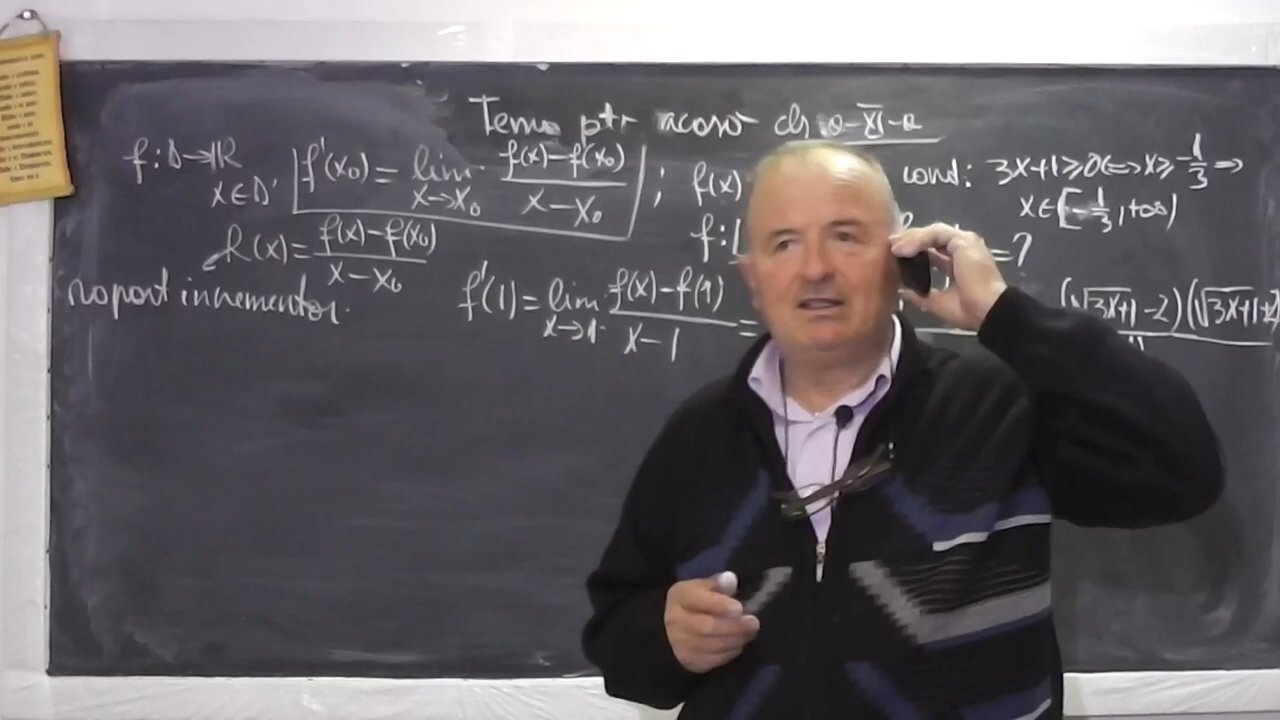 Temă ptr acasă cls a-XI-a
f:D→ℝ
x∈D'
f'(x₀)= lim x→x₀ f(x)-f(x₀) / x-x₀ ;
f(x)
cond: 3x+1≥0⇔x≥-1/3⇒
x∈[-1/3,+∞)
R(x)= f(x)-f(x₀) / x-x₀
f:[
=?
raport incrementar.
f'(1)= lim x→1 f(x)-f(1) / x-1 =
(√3x+1-2)(√3x+1+2)